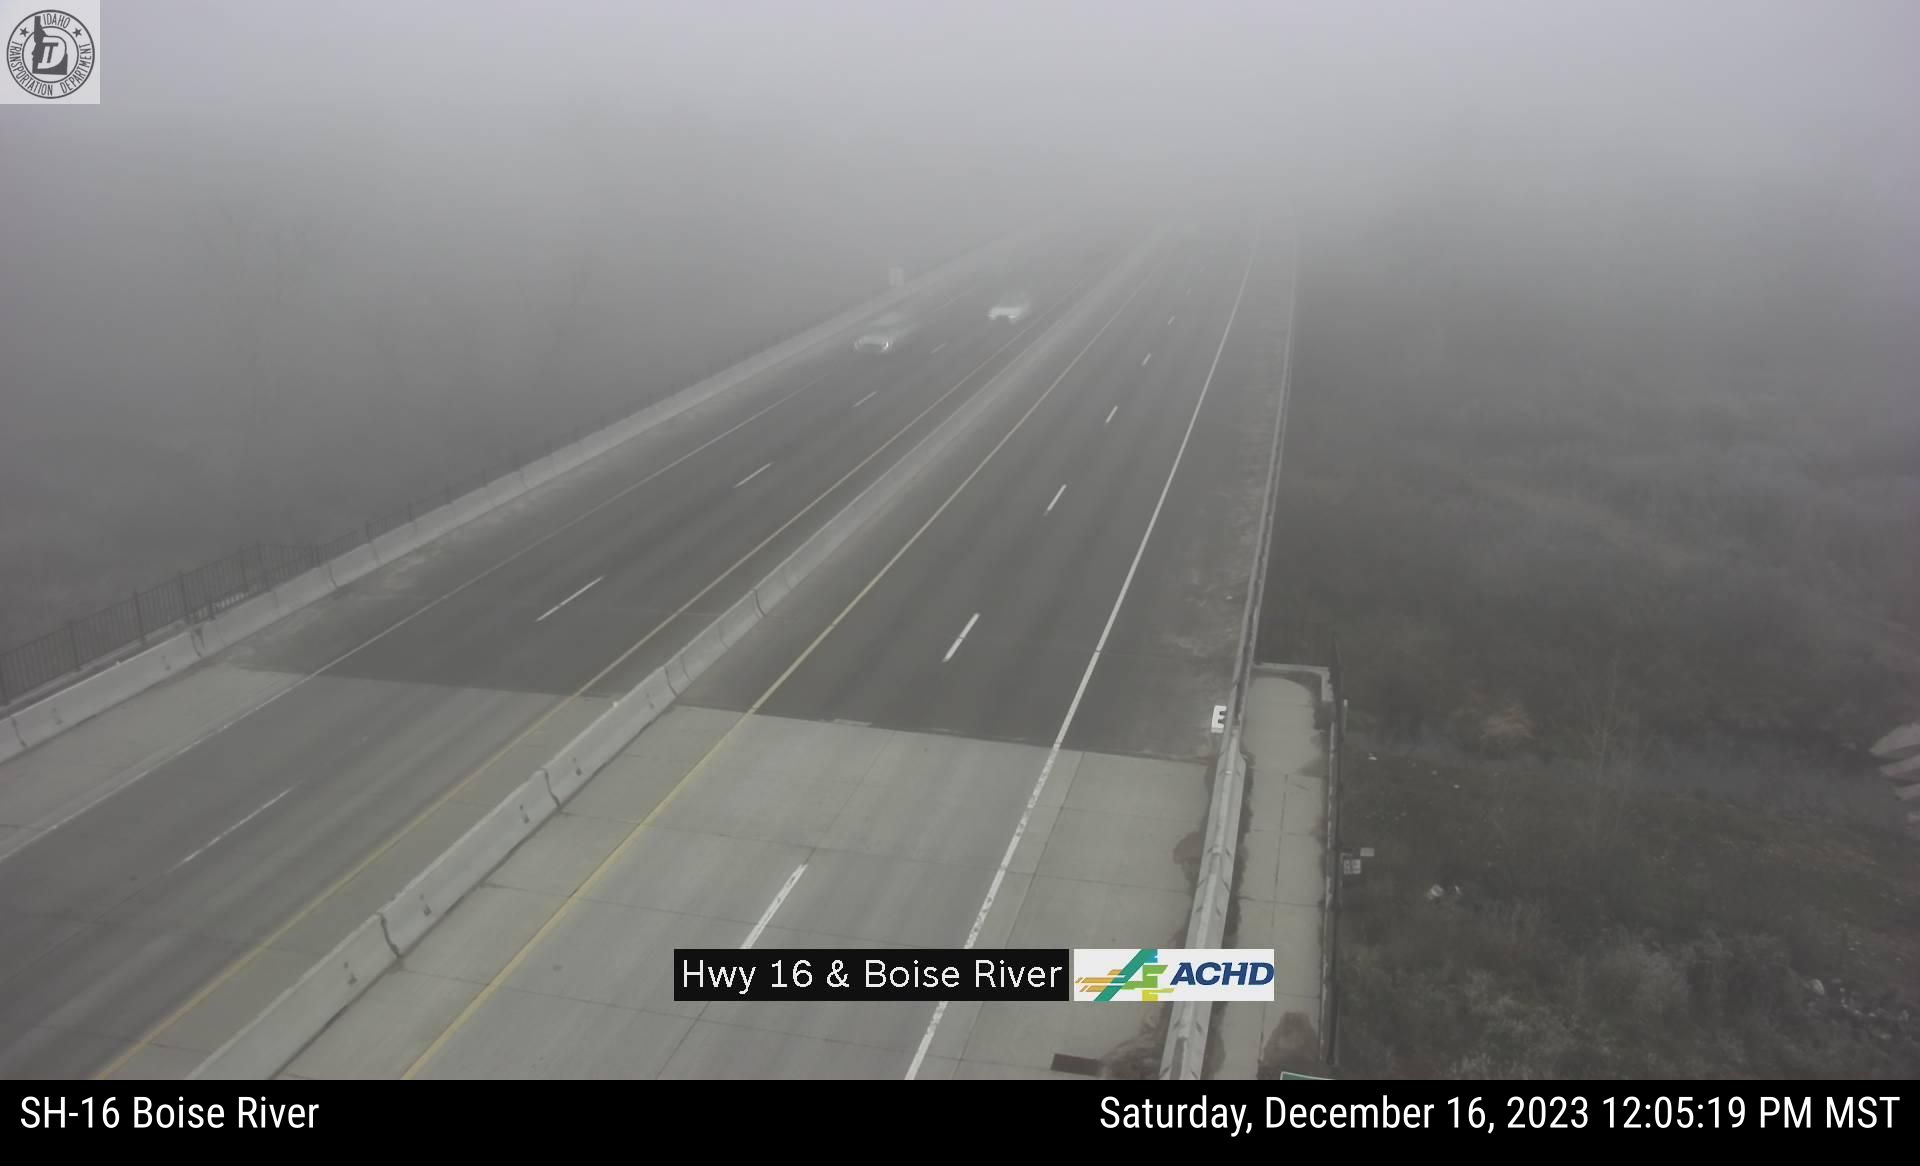 IDAHO
TRANSPORTATION DEPARTMENT
E
Hwy 16 & Boise River
ACHD
SH-16 Boise River
Saturday, December 16, 2023 12:05:19 PM MST